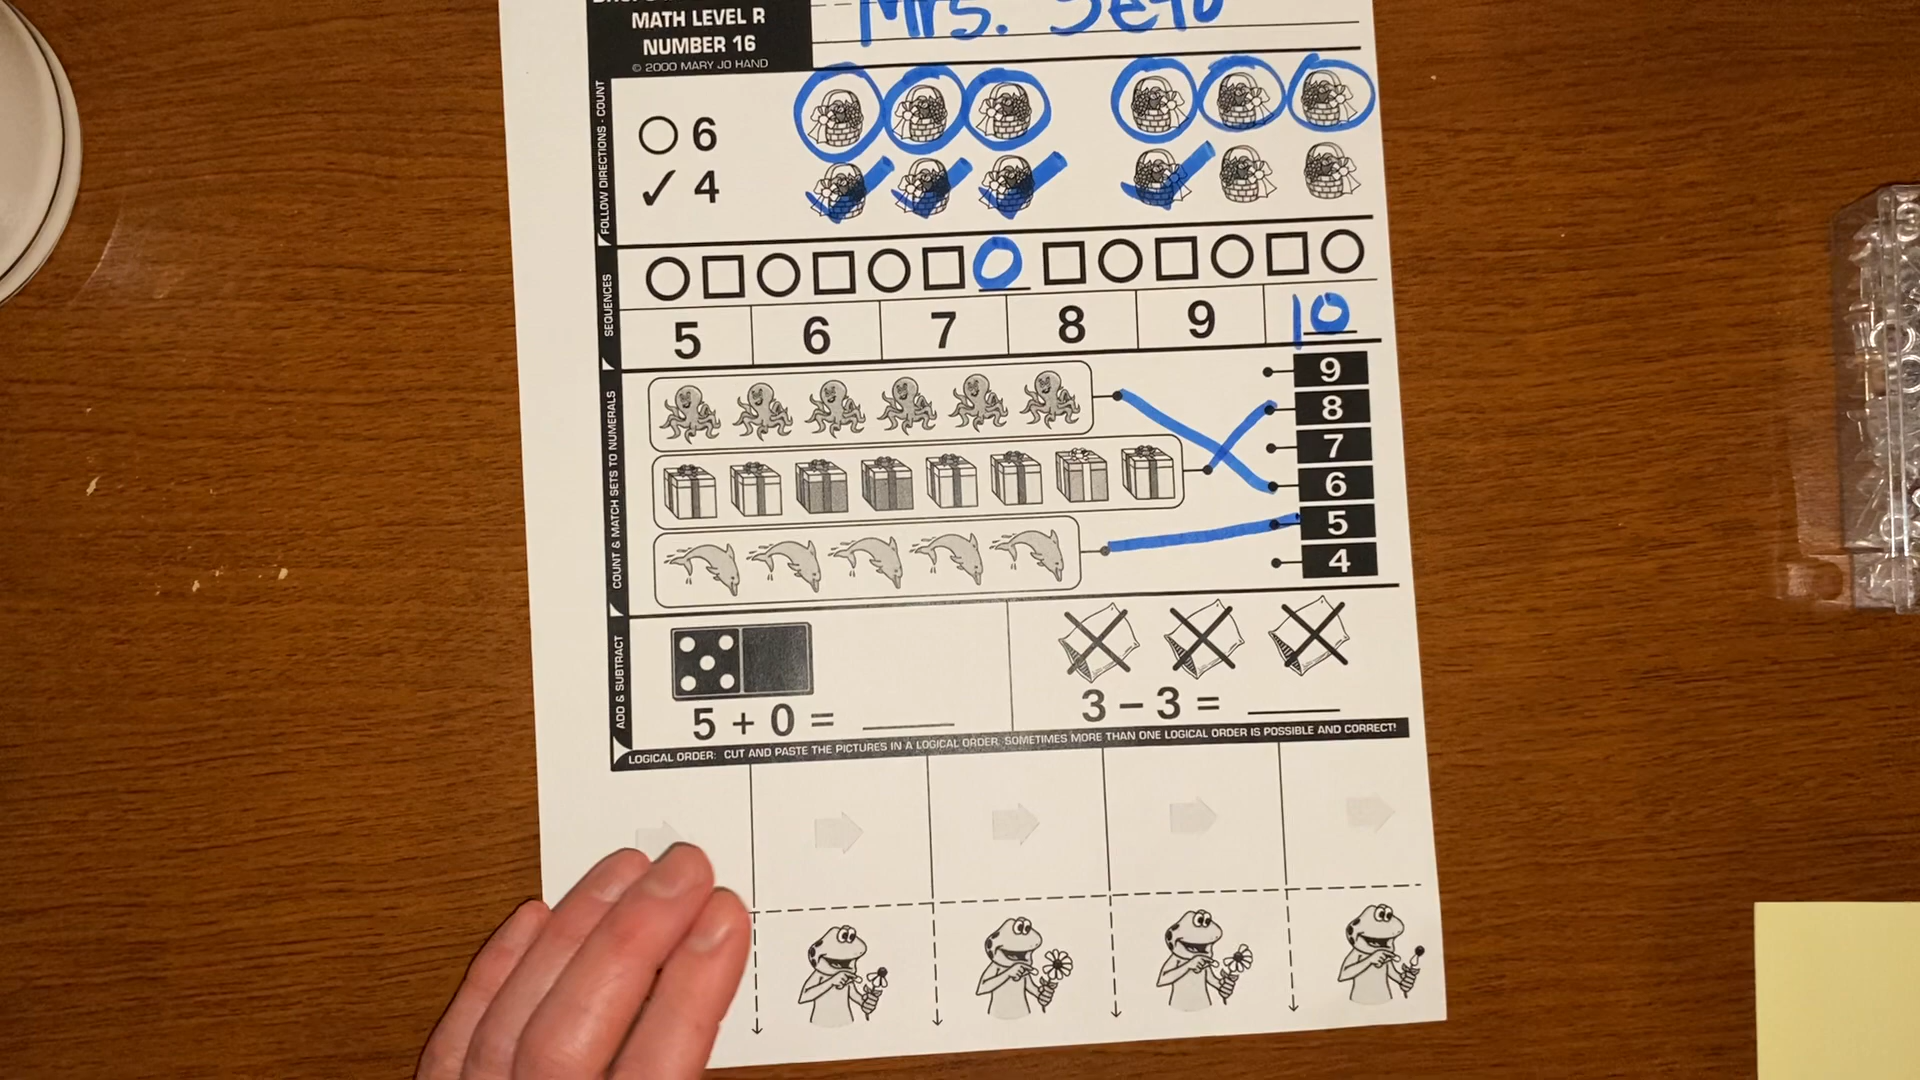 MATH LEVEL R
NUMBER 16
© 2000 MARY JO HAND
Mrs.
FOLLOW DIRECTIONS · COUNT
6
✓ 4
SEQUENCES
5 6 7 8 9 10
COUNT & MATCH SETS TO NUMERALS
9
8
7
6
5
4
ADD & SUBTRACT
5 + 0 = ____
3 – 3 = ____
LOGICAL ORDER: CUT AND PASTE THE PICTURES IN A LOGICAL ORDER. SOMETIMES MORE THAN ONE LOGICAL ORDER IS POSSIBLE AND CORRECT!